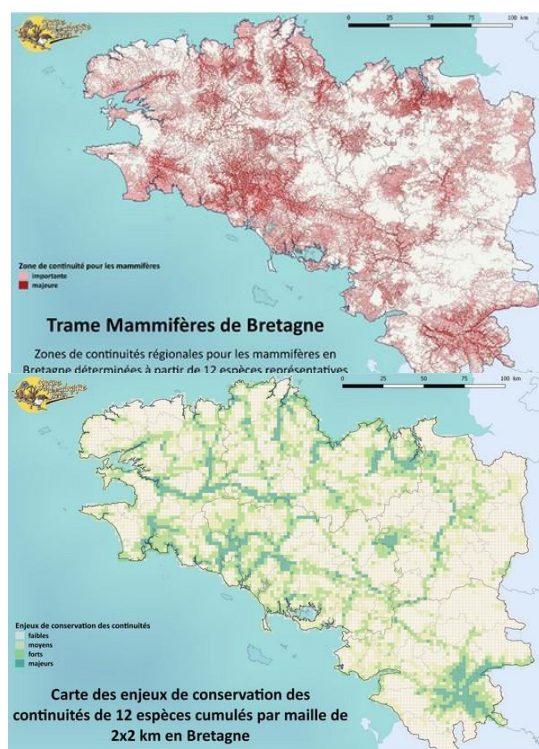 0 25 50 75 100 km
Zone de continuité pour les mammifères
importante
majeure
Trame Mammifères de Bretagne
Zones de continuités régionales pour les mammifères en
Bretagne déterminées à partir de 12 espèces représentatives
0 25 50 75 100 km
Enjeux de conservation des continuités
faibles
moyens
forts
majeurs
Carte des enjeux de conservation des
continuités de 12 espèces cumulés par maille de
2x2 km en Bretagne